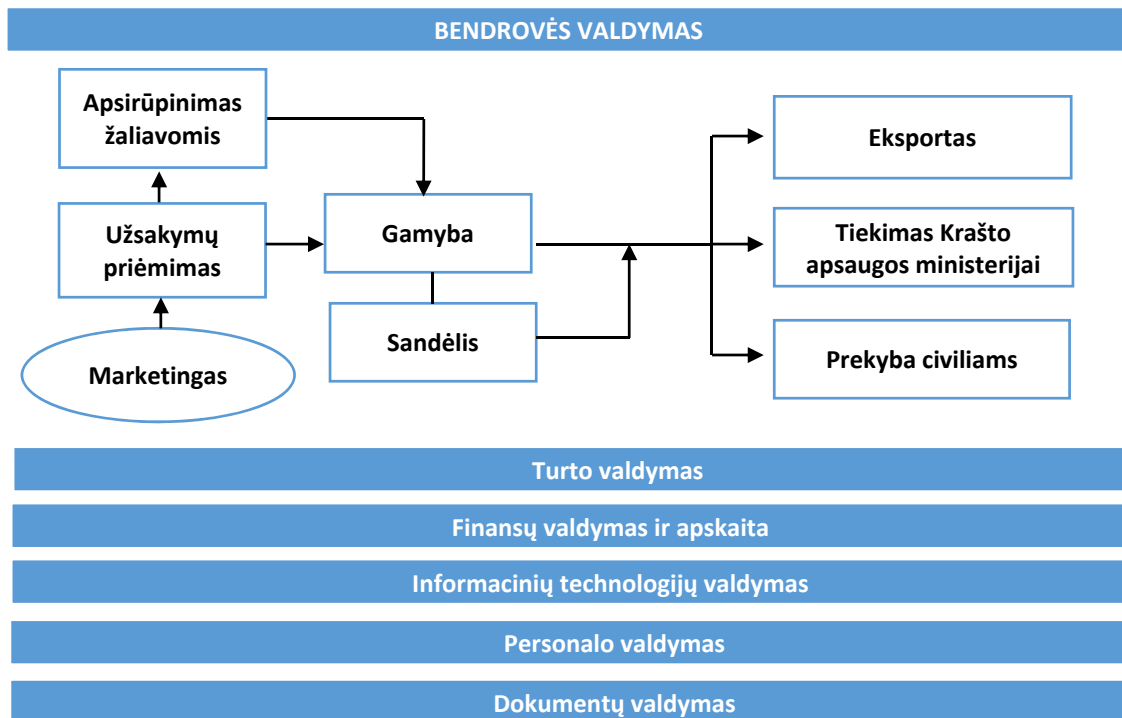 BENDROVĖS VALDYMAS
Apsirūpinimas
žaliavomis
Eksportas
Užsakymų
priėmimas
Gamyba
Tiekimas Krašto
apsaugos ministerijai
Sandėlis
Marketingas
Prekyba civiliams
Turto valdymas
Finansų valdymas ir apskaita
Informacinių technologijų valdymas
Personalo valdymas
Dokumentų valdymas